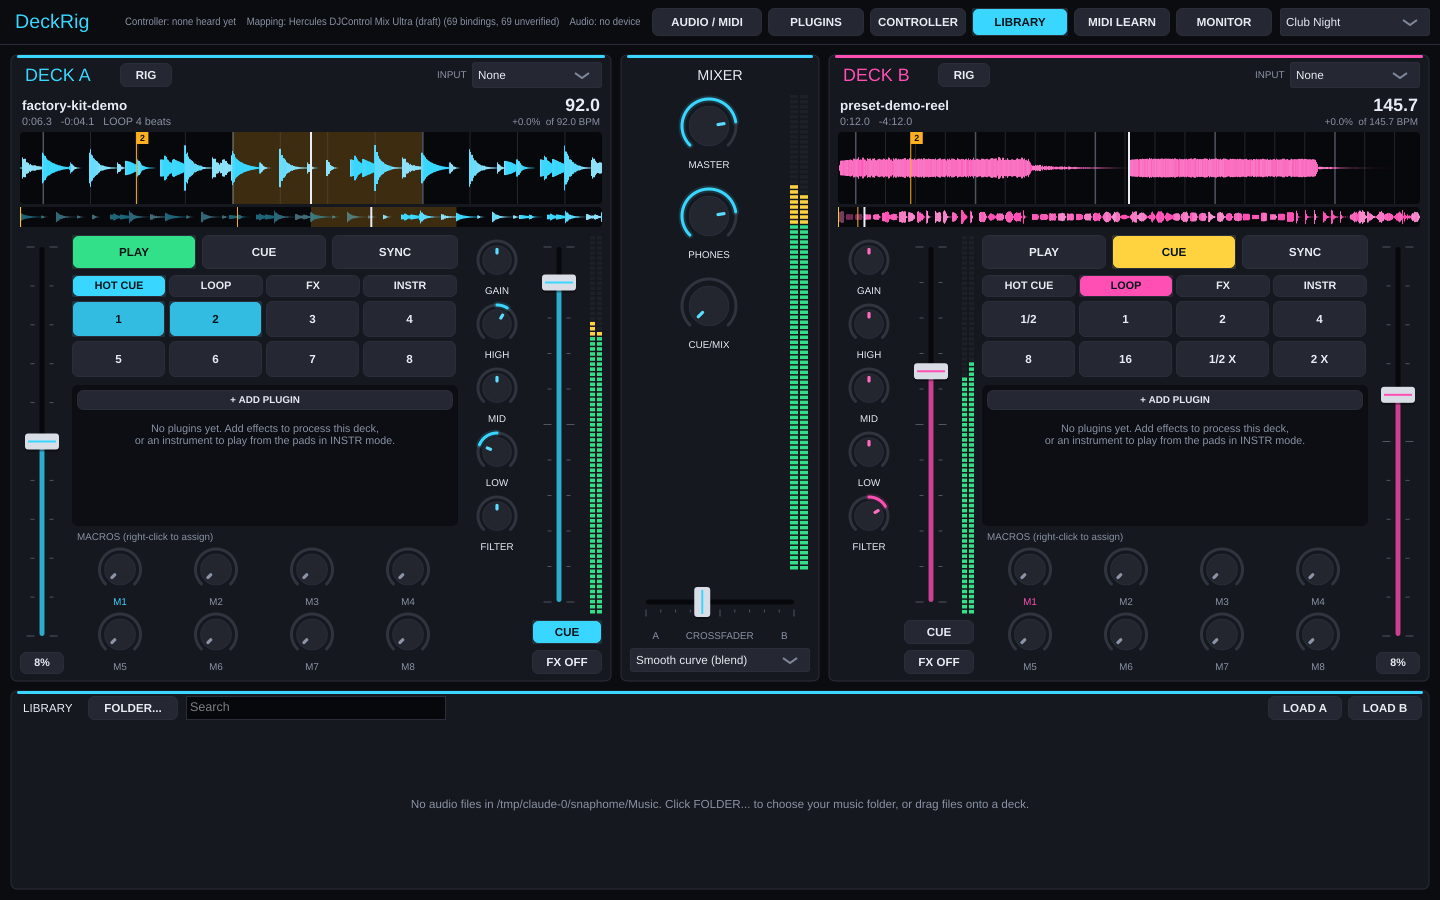 DeckRig
Controller: none heard yet Mapping: Hercules DJControl Mix Ultra (draft) (69 bindings, 69 unverified) Audio: no device
AUDIO / MIDI
PLUGINS
CONTROLLER
LIBRARY
MIDI LEARN
MONITOR
Club Night
DECK A
RIG
INPUT
None
factory-kit-demo
92.0
0:06.3 -0:04.1 LOOP 4 beats
+0.0% of 92.0 BPM
2
PLAY
CUE
SYNC
HOT CUE
LOOP
FX
INSTR
1
2
3
4
5
6
7
8
+ ADD PLUGIN
No plugins yet. Add effects to process this deck,
or an instrument to play from the pads in INSTR mode.
MACROS (right-click to assign)
M1
M2
M3
M4
M5
M6
M7
M8
8%
GAIN
HIGH
MID
LOW
FILTER
CUE
FX OFF
MIXER
MASTER
PHONES
CUE/MIX
A
CROSSFADER
B
Smooth curve (blend)
DECK B
RIG
INPUT
None
preset-demo-reel
145.7
0:12.0 -4:12.0
+0.0% of 145.7 BPM
2
GAIN
HIGH
MID
LOW
FILTER
CUE
FX OFF
PLAY
CUE
SYNC
HOT CUE
LOOP
FX
INSTR
1/2
1
2
4
8
16
1/2 X
2 X
+ ADD PLUGIN
No plugins yet. Add effects to process this deck,
or an instrument to play from the pads in INSTR mode.
MACROS (right-click to assign)
M1
M2
M3
M4
M5
M6
M7
M8
8%
LIBRARY
FOLDER...
Search
LOAD A
LOAD B
No audio files in /tmp/claude-0/snaphome/Music. Click FOLDER... to choose your music folder, or drag files onto a deck.